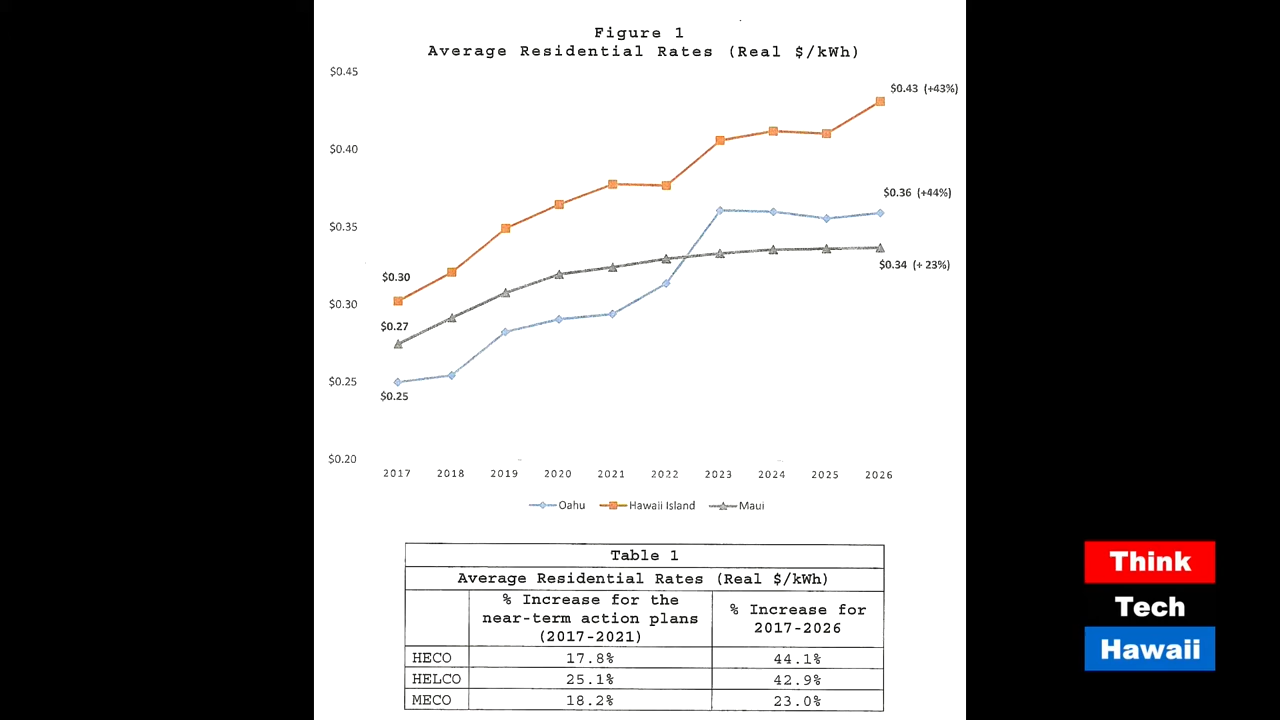 Figure 1
Average Residential Rates (Real $/kWh)
$0.45
$0.40
$0.35
$0.30
$0.25
$0.20
$0.43 (+43%)
$0.36 (+44%)
$0.34 (+ 23%)
$0.30
$0.27
$0.25
2017 2018 2019 2020 2021 2022 2023 2024 2025 2026
Oahu Hawaii Island Maui
Table 1
Average Residential Rates (Real $/kWh)
% Increase for the near-term action plans (2017-2021) % Increase for 2017-2026
HECO 17.8% 44.1%
HELCO 25.1% 42.9%
MECO 18.2% 23.0%
Think
Tech
Hawaii